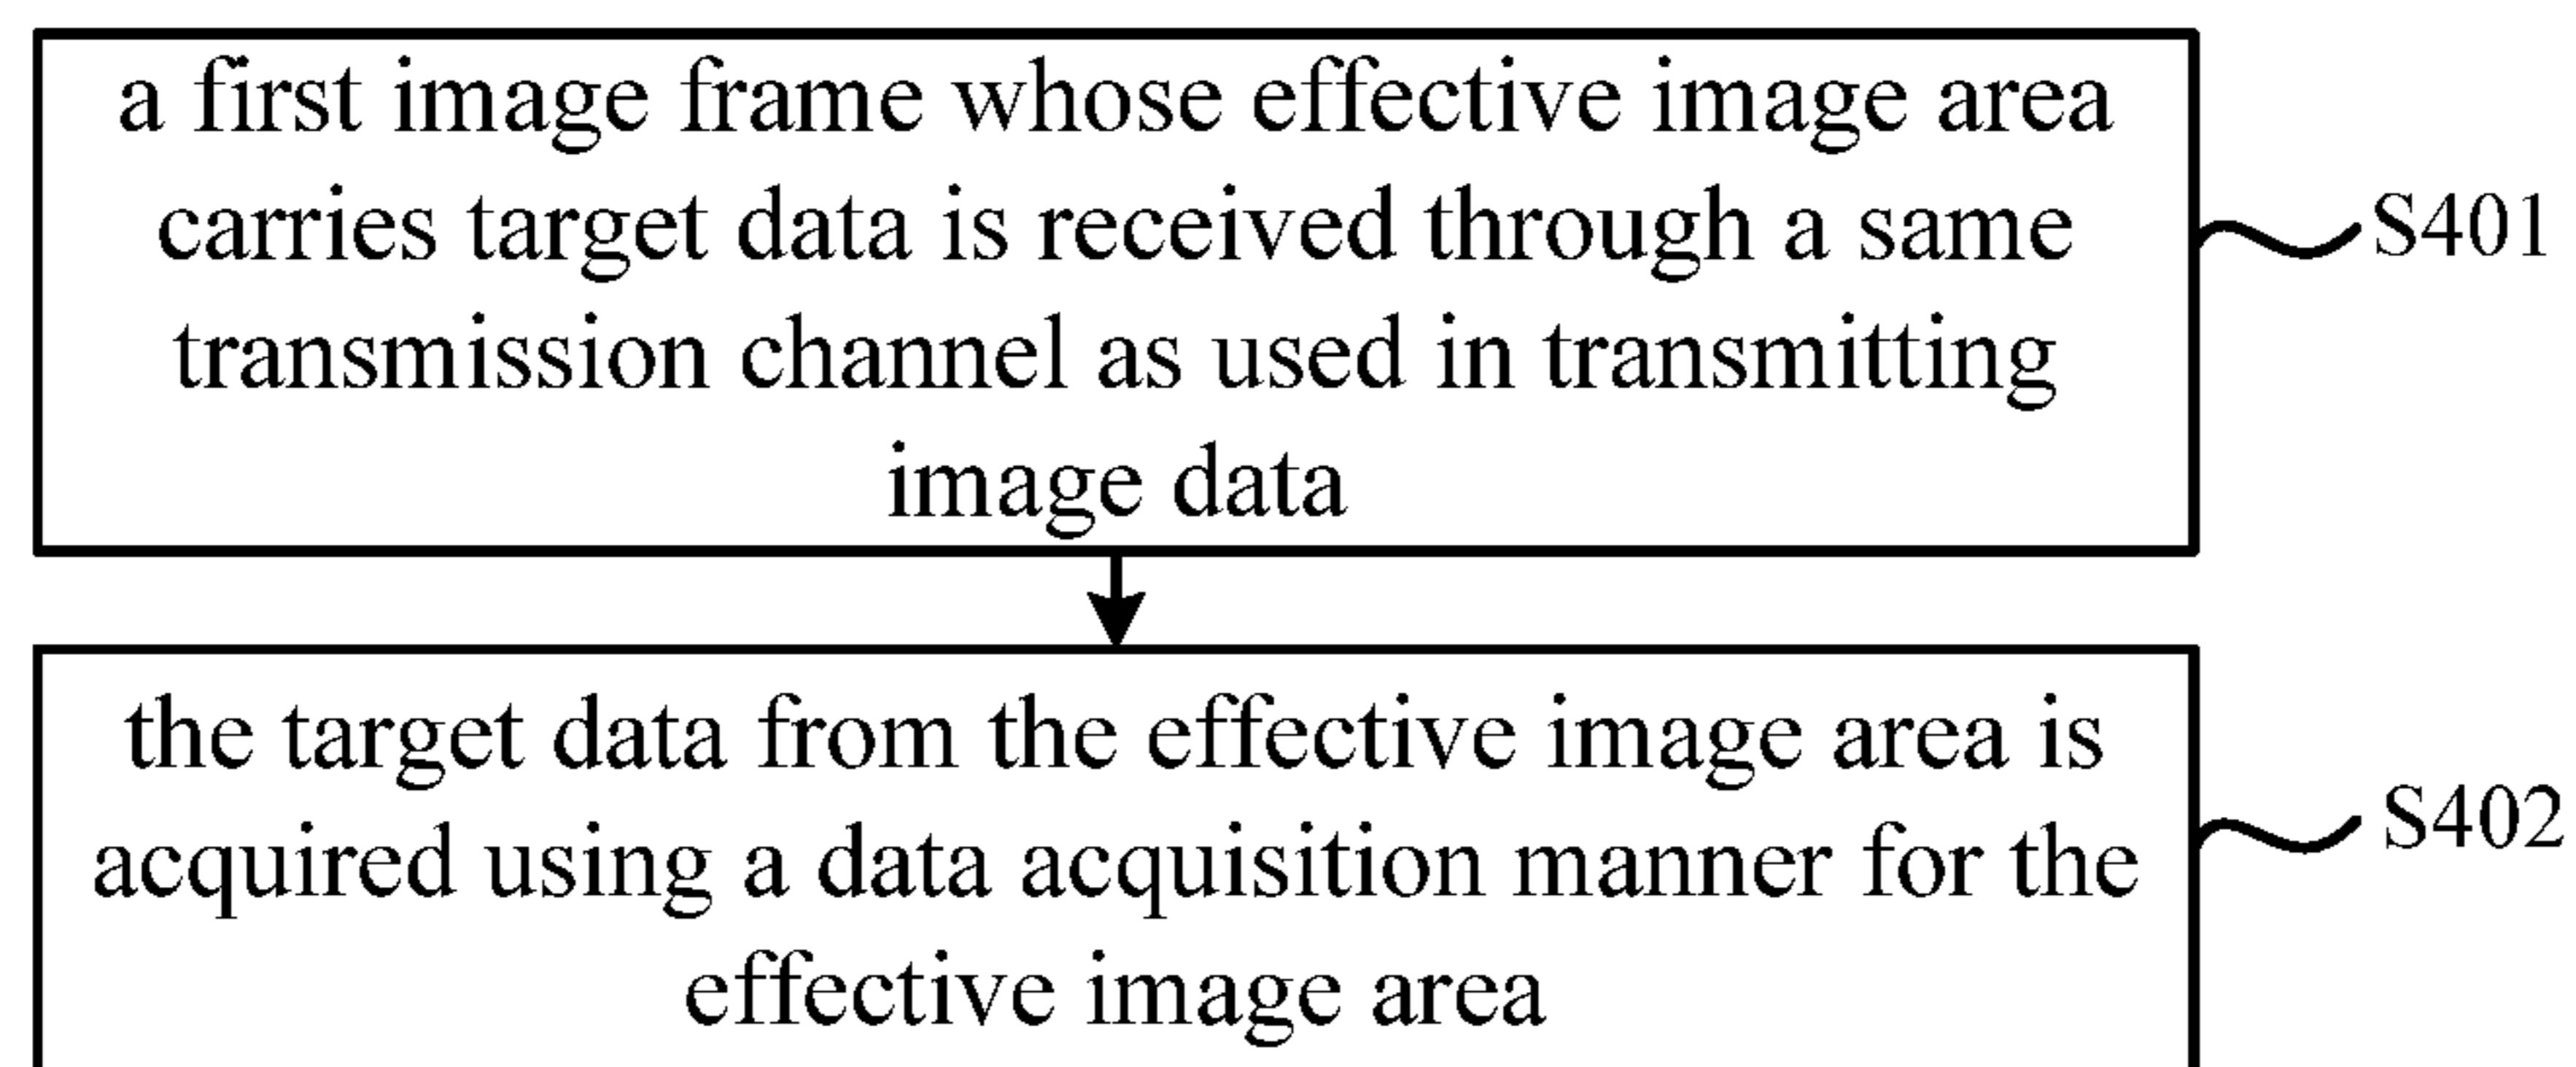 a first image frame whose effective image area
carries target data is received through a same
transmission channel as used in transmitting
image data
S401
the target data from the effective image area is
acquired using a data acquisition manner for the
effective image area
S402